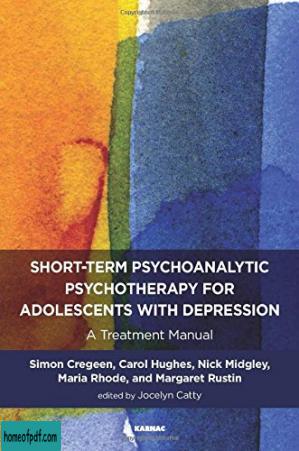 SHORT-TERM PSYCHOANALYTIC
PSYCHOTHERAPY FOR
ADOLESCENTS WITH DEPRESSION
A Treatment Manual
Simon Cregeen, Carol Hughes, Nick Midgley,
Maria Rhode, and Margaret Rustin
edited by Jocelyn Catty
KARNAC
homeofpdf.com